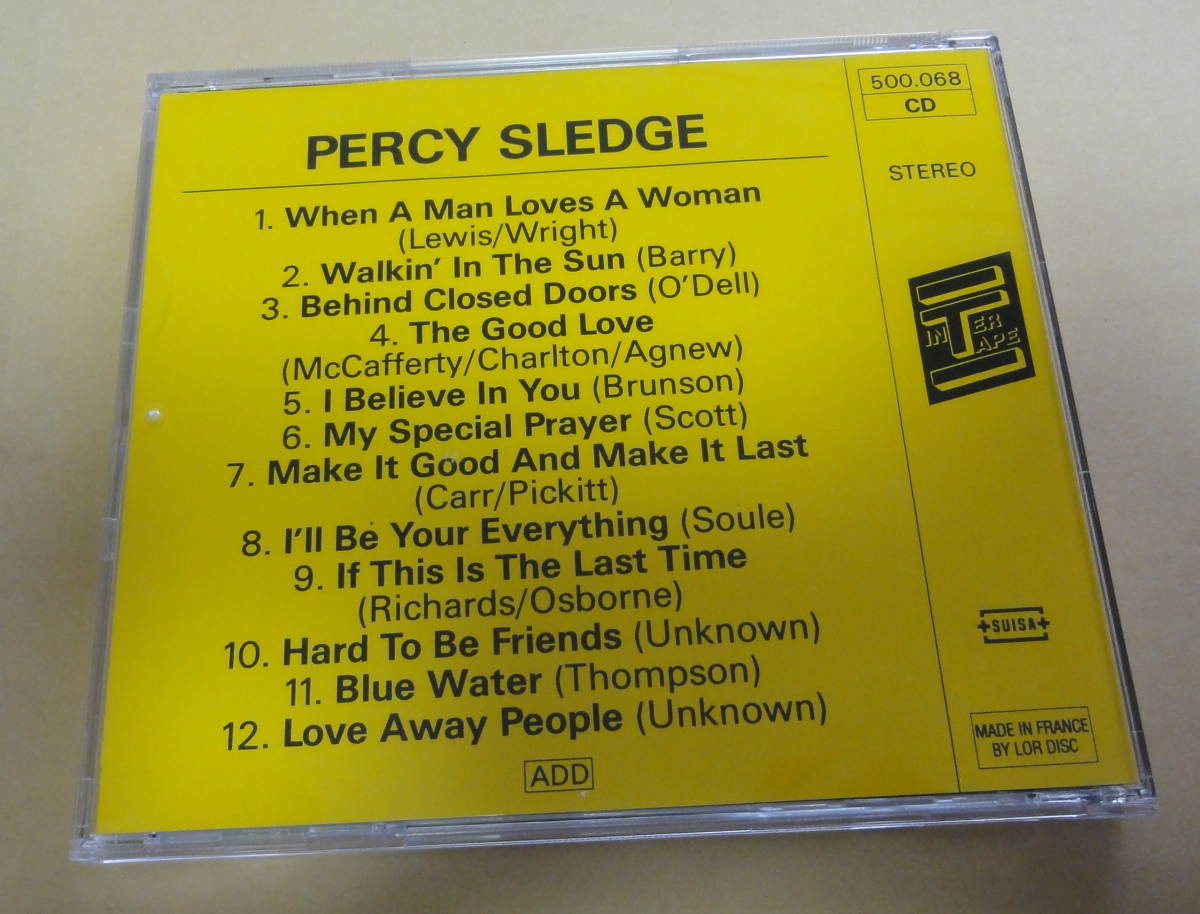 PERCY SLEDGE
1. When A Man Loves A Woman
(Lewis/Wright)
2. Walkin' In The Sun (Barry)
3. Behind Closed Doors (O'Dell)
4. The Good Love
(McCafferty/Charlton/Agnew)
5. I Believe In You (Brunson)
6. My Special Prayer (Scott)
7. Make It Good And Make It Last
(Carr/Pickitt)
8. I'll Be Your Everything (Soule)
9. If This Is The Last Time
(Richards/Osborne)
10. Hard To Be Friends (Unknown)
11. Blue Water (Thompson)
12. Love Away People (Unknown)
ADD
500.068
CD
STEREO
INTER
TAPE
SUISA
MADE IN FRANCE
BY LOR DISC